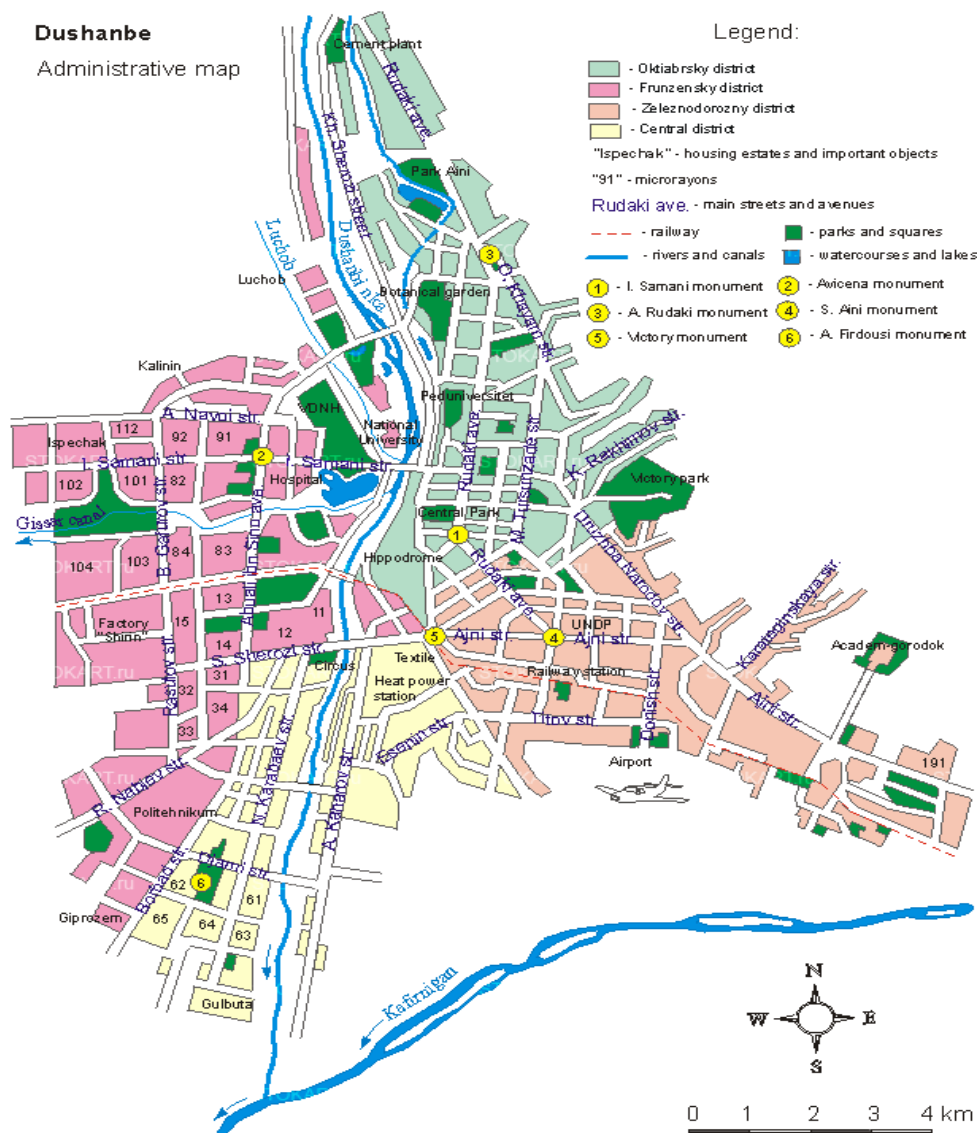 Dushanbe
Administrative map
Legend:
- Oktiabrsky district
- Frunzensky district
- Zeleznodorozny district
- Central district
"Ispechak" - housing estates and important objects
"91" - microrayons
Rudaki ave. - main streets and avenues
- railway
- parks and squares
- rivers and canals
- watercourses and lakes
1 - I. Samani monument
2 - Avicena monument
3 - A. Rudaki monument
4 - S. Aini monument
5 - Victory monument
6 - A. Firdousi monument
Cement plant
Rudaki ave.
Kh. Sherozi street
Park Aini
Luchob
Dushanbinka
3
O. Khayam str.
Luchob
Botanical garden
Kalinin
VDNH
Peduniversitet
A. Navoi str.
National
University
Ispechak
112
92
91
I. Samani str.
2
I. Samani str.
Hospital
102
101
82
Rudaki ave.
M. Tursunzade str.
K. Rakhimov str.
Victory park
Gissar canal
B. Gafurov str.
Abuali Ibn Sino ave.
Central Park
1
Druzhba Narodov str.
104
103
84
83
Hippodrome
Rudaki ave.
13
11
Factory
"Shinn"
15
12
14
5
Ajni str.
4
Ajni str.
UNDP
Karateginskaya str.
Academ-gorodok
S. Sherozi str.
Circus
Textile
Railway station
Heat power
station
Rasulov str.
31
32
34
33
Titov str.
Donish str.
Ajni str.
Esenin str.
Airport
191
R. Nabiev str.
N. Karabaev str.
A. Kanarov str.
Politehnikum
Borbad str.
62
6
61
65
64
63
Giprozem
Gulbuta
Kafirnigan
N
W
E
S
0 1 2 3 4 km
STOKART.ru